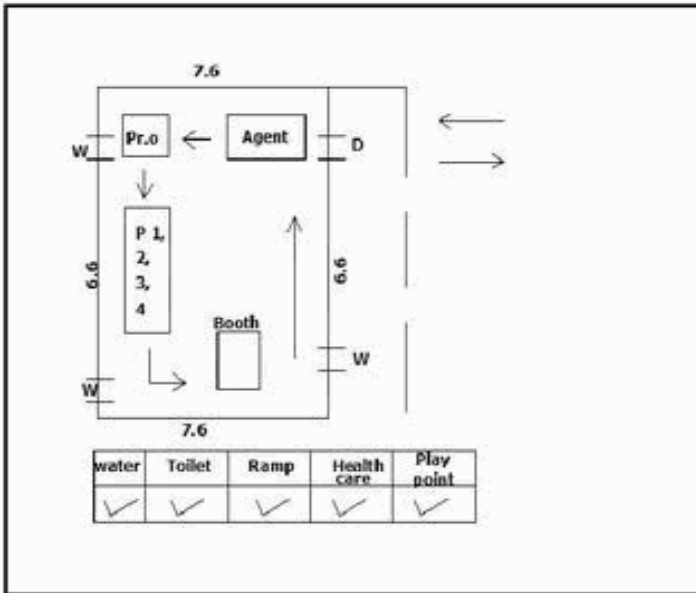 7.6
Pr.o
Agent
W
D
P 1,
2,
3,
4
6.6
6.6
Booth
W
W
7.6
water Toilet Ramp Health care Play point